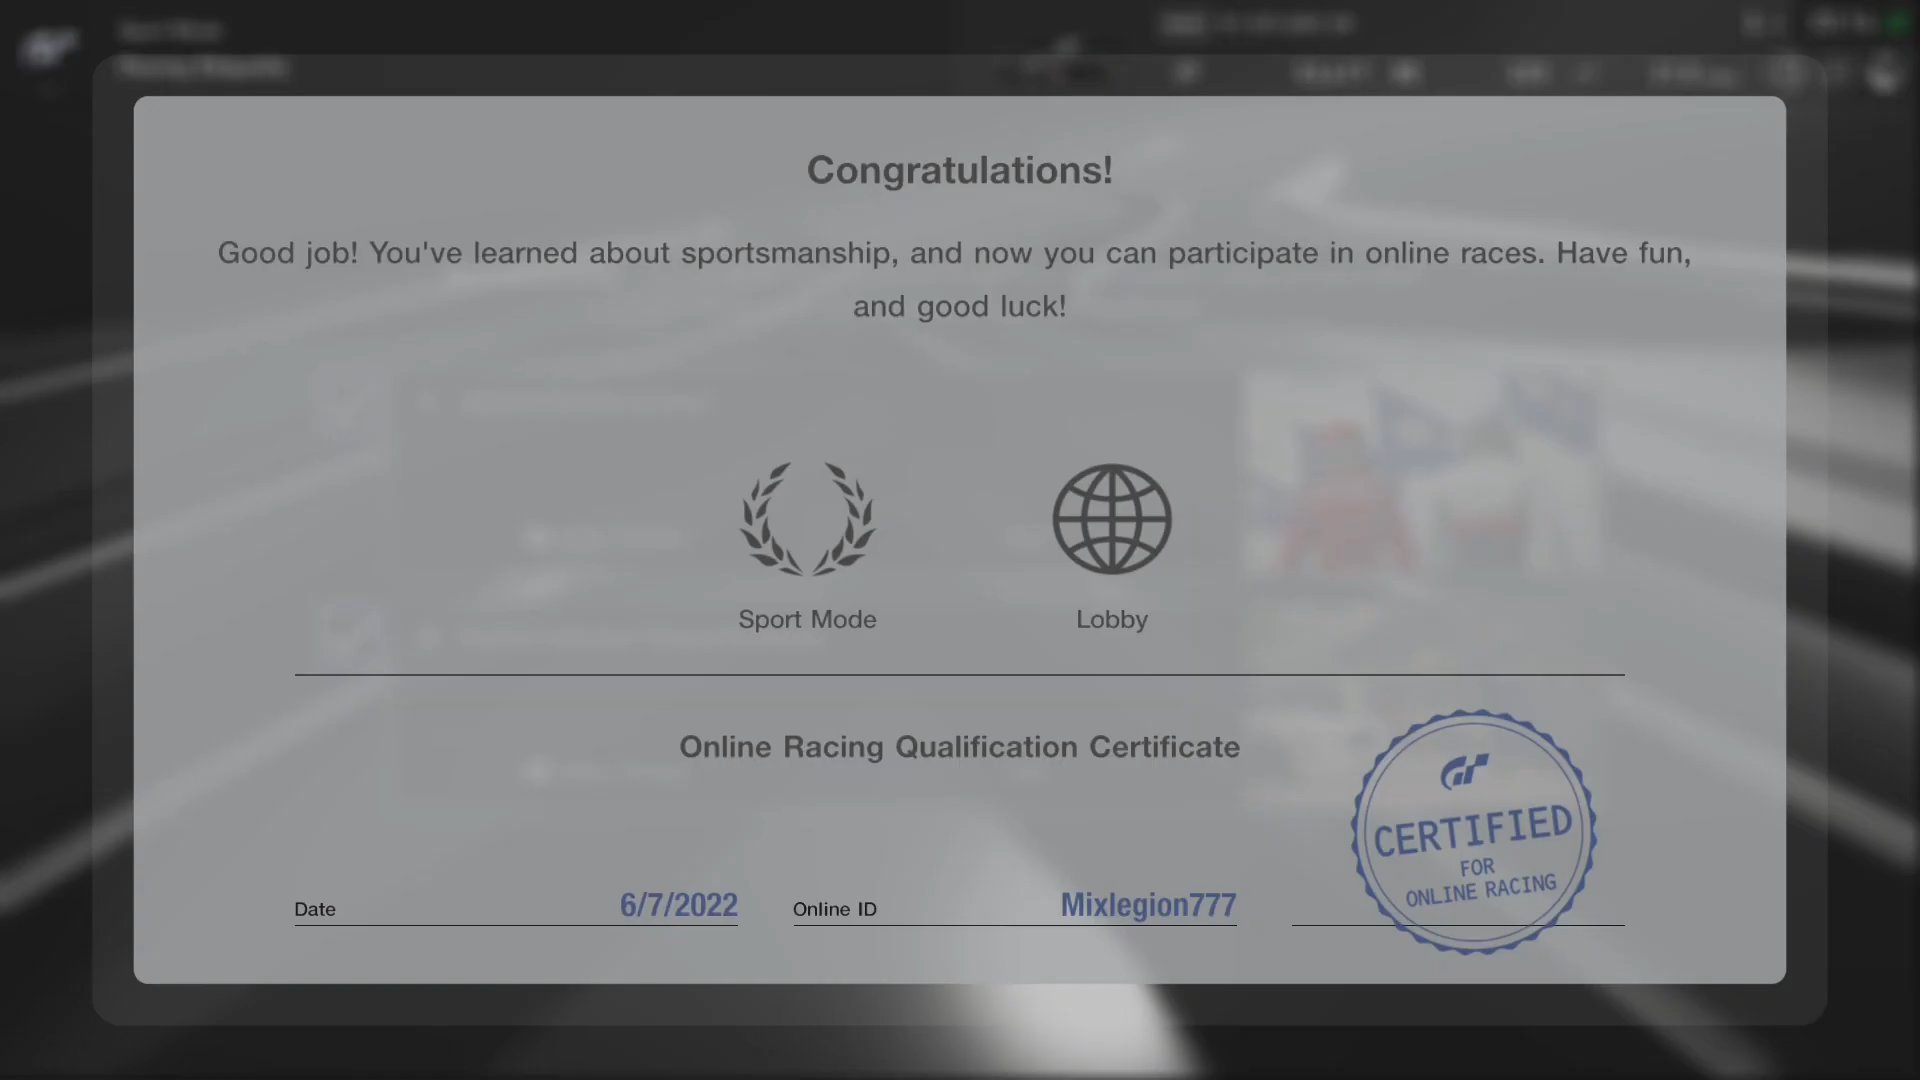 Congratulations!
Good job! You've learned about sportsmanship, and now you can participate in online races. Have fun,
and good luck!
Sport Mode
Lobby
Online Racing Qualification Certificate
Date
6/7/2022
Online ID
Mixlegion777
GT
CERTIFIED
FOR
ONLINE RACING